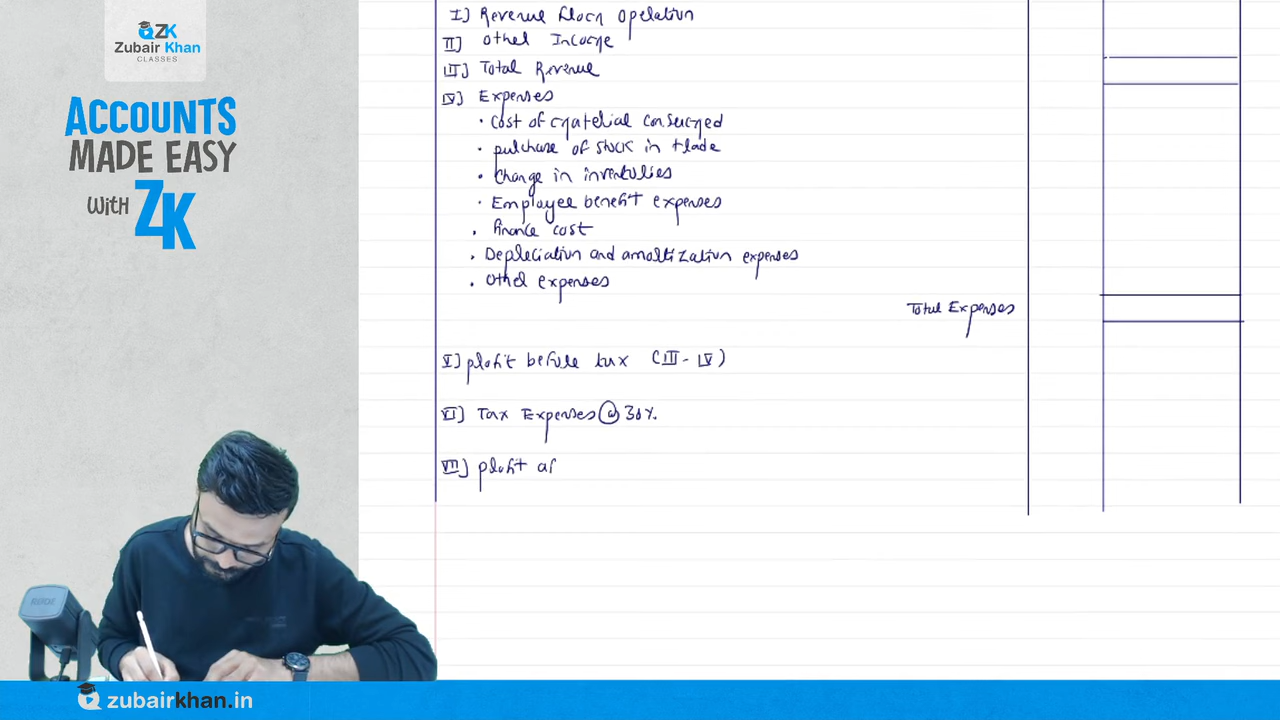 ZK
Zubair Khan
CLASSES
ACCOUNTS
MADE EASY
with ZK
I] Revenue from operation
II] Other Income
III] Total Revenue
IV] Expenses
· Cost of material consumed
· purchase of stock in trade
· Change in inventories
· Employee benefit expenses
· finance cost
· Depreciation and amortization expenses
· Other expenses
Total Expenses
V] profit before tax (III - IV)
VI] Tax Expenses @ 30%
VII] profit af
RØDE
zubairkhan.in